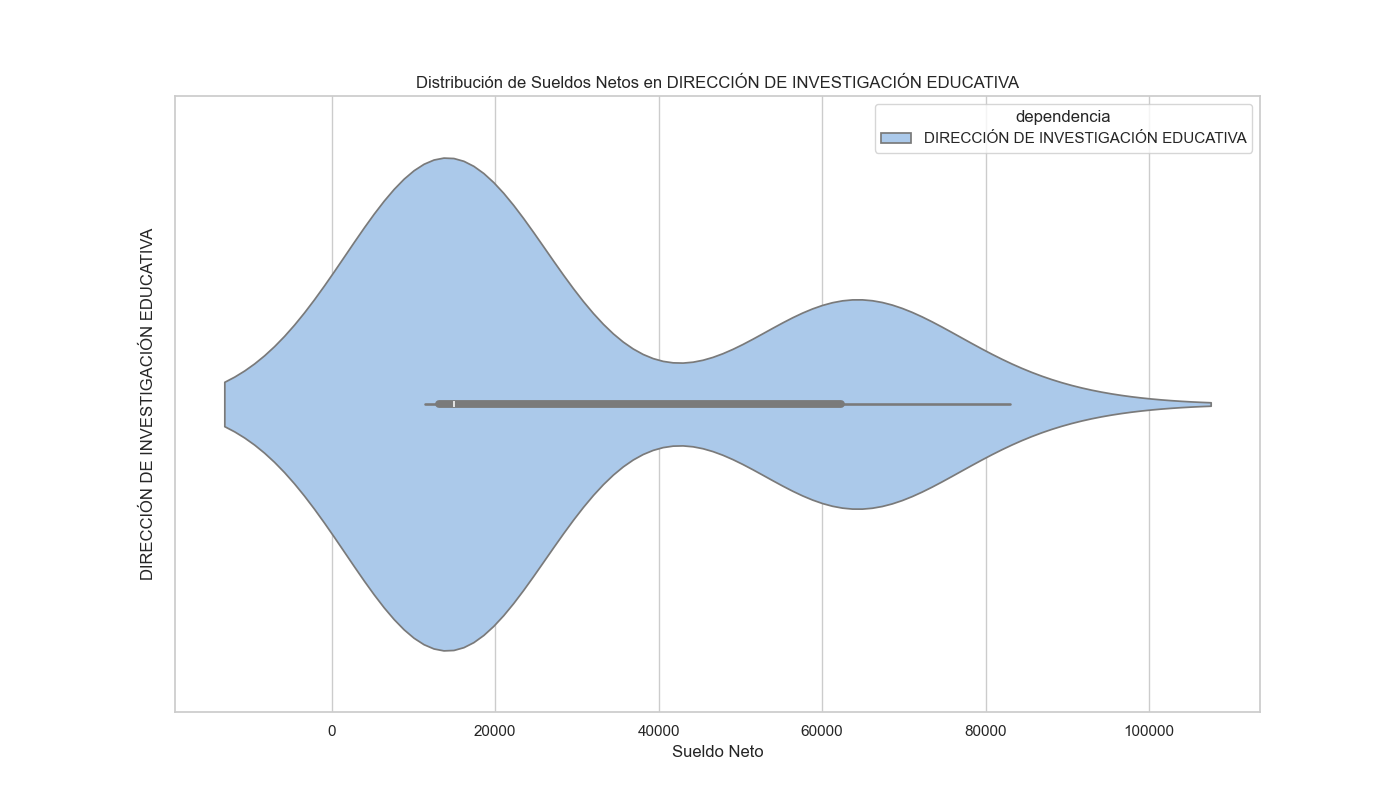 Distribución de Sueldos Netos en DIRECCIÓN DE INVESTIGACIÓN EDUCATIVA
dependencia
DIRECCIÓN DE INVESTIGACIÓN EDUCATIVA
DIRECCIÓN DE INVESTIGACIÓN EDUCATIVA
0 20000 40000 60000 80000 100000
Sueldo Neto